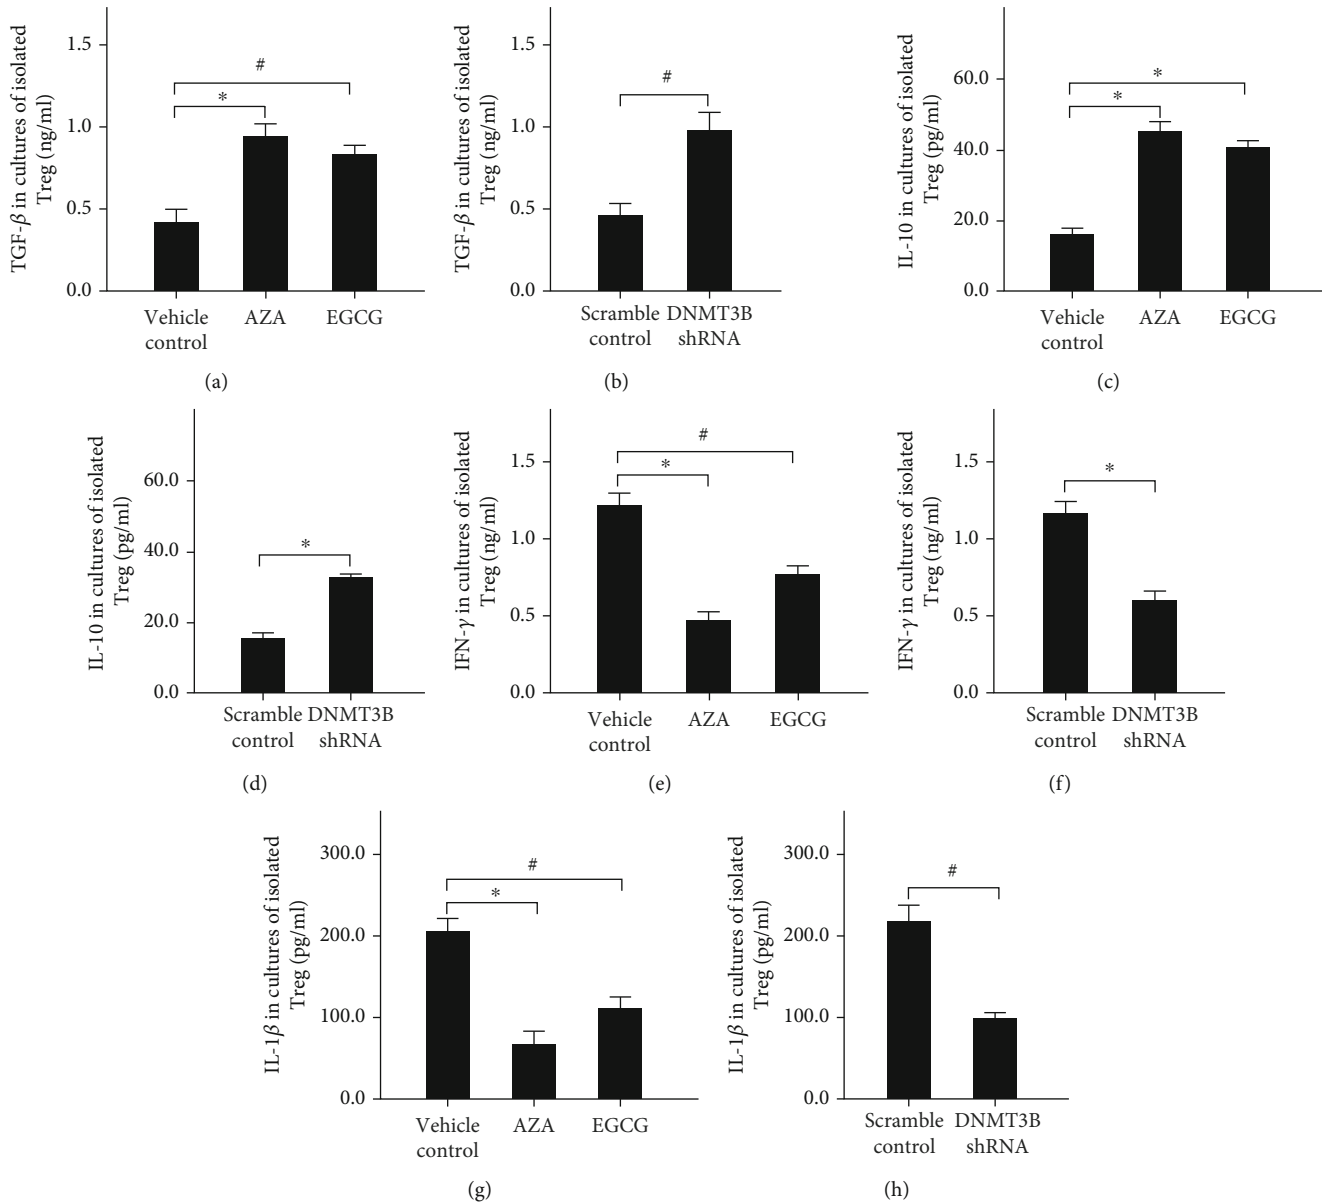 TGF-β in cultures of isolated
Treg (ng/ml)
1.5
1.0
0.5
0.0
#
*
Vehicle control
AZA
EGCG
(a)
TGF-β in cultures of isolated
Treg (ng/ml)
1.5
1.0
0.5
0.0
#
Scramble control
DNMT3B shRNA
(b)
IL-10 in cultures of isolated
Treg (pg/ml)
60.0
40.0
20.0
0.0
*
*
Vehicle control
AZA
EGCG
(c)
IL-10 in cultures of isolated
Treg (pg/ml)
60.0
40.0
20.0
0.0
*
Scramble control
DNMT3B shRNA
(d)
IFN-γ in cultures of isolated
Treg (ng/ml)
1.5
1.0
0.5
0.0
#
*
Vehicle control
AZA
EGCG
(e)
IFN-γ in cultures of isolated
Treg (ng/ml)
1.5
1.0
0.5
0.0
*
Scramble control
DNMT3B shRNA
(f)
IL-1β in cultures of isolated
Treg (pg/ml)
300.0
200.0
100.0
0.0
#
*
Vehicle control
AZA
EGCG
(g)
IL-1β in cultures of isolated
Treg (pg/ml)
300.0
200.0
100.0
0.0
#
Scramble control
DNMT3B shRNA
(h)